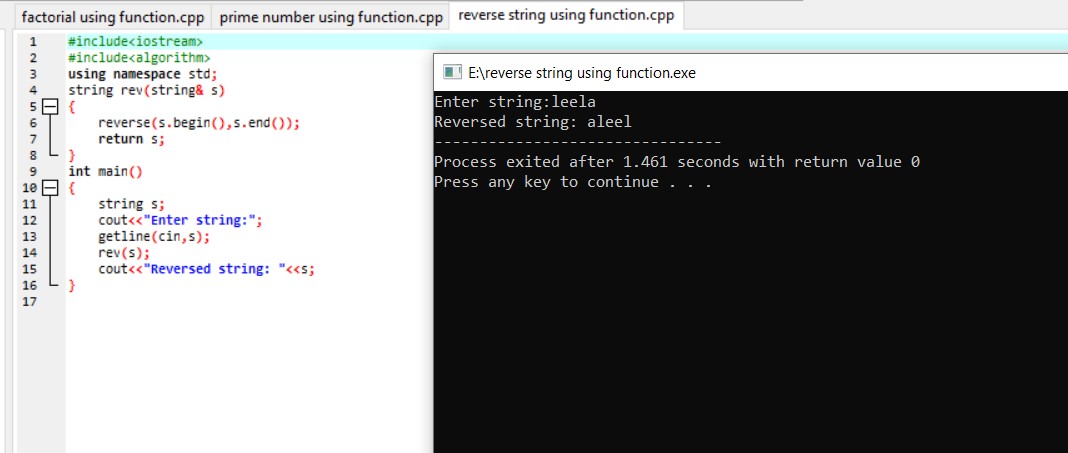 factorial using function.cpp prime number using function.cpp reverse string using function.cpp
1 #include<iostream>
2 #include<algorithm>
3 using namespace std;
4 string rev(string& s)
5 {
6 reverse(s.begin(),s.end());
7 return s;
8 }
9 int main()
10 {
11 string s;
12 cout<<"Enter string:";
13 getline(cin,s);
14 rev(s);
15 cout<<"Reversed string: "<<s;
16 }
17
E:\reverse string using function.exe
Enter string:leela
Reversed string: aleel
--------------------------------
Process exited after 1.461 seconds with return value 0
Press any key to continue . . .